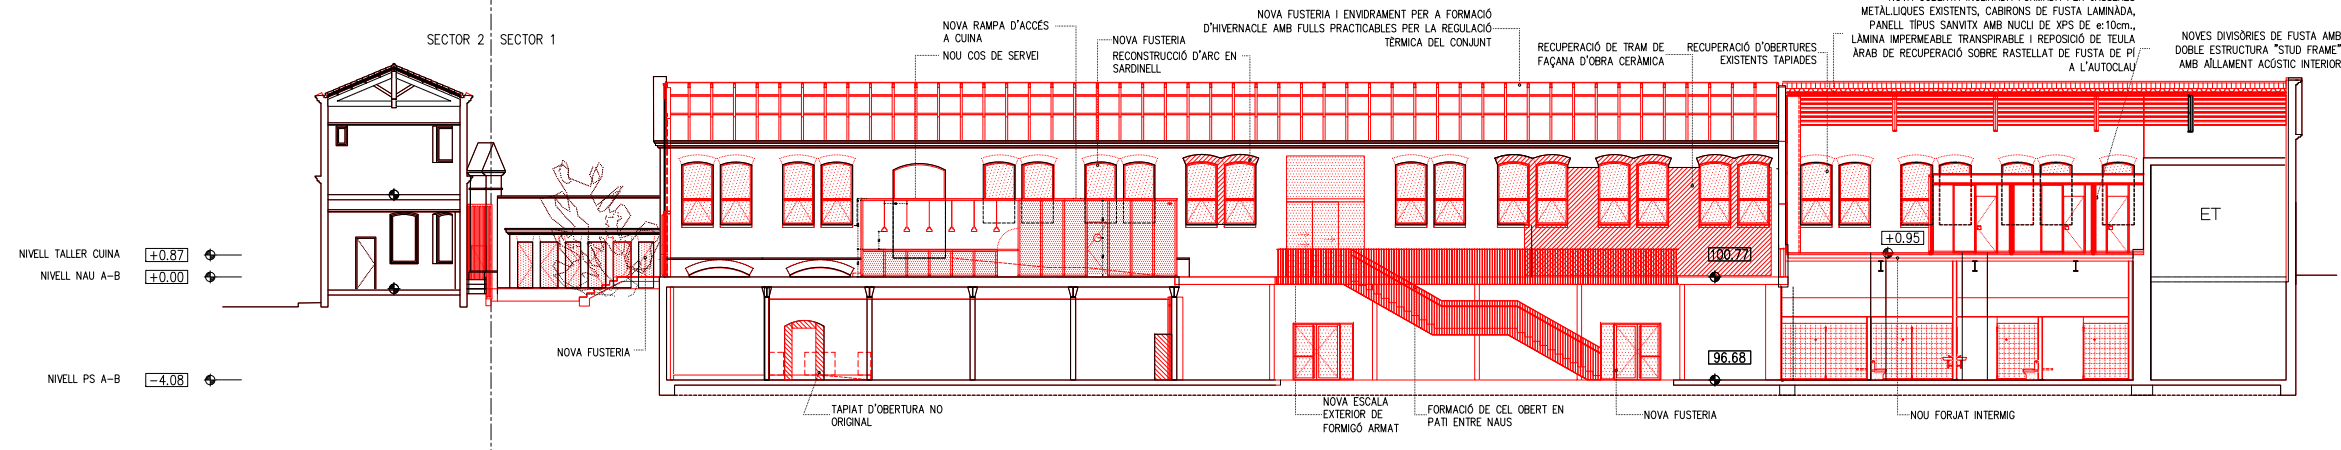 SECTOR 2
SECTOR 1
NOVA RAMPA D'ACCÉS
A CUINA
NOU COS DE SERVEI
NOVA FUSTERIA
RECONSTRUCCIÓ D'ARC EN
SARDINELL
NOVA FUSTERIA I ENVIDRAMENT PER A FORMACIÓ
D'HIVERNACLE AMB FULLS PRACTICABLES PER LA REGULACIÓ
TÈRMICA DEL CONJUNT
RECUPERACIÓ DE TRAM DE
FAÇANA D'OBRA CERÀMICA
RECUPERACIÓ D'OBERTURES
EXISTENTS TAPIADES
METÀL.LIQUES EXISTENTS, CABIRONS DE FUSTA LAMINADA,
PANELL TÍPUS SANVITX AMB NUCLI DE XPS DE e:10cm.,
LÀMINA IMPERMEABLE TRANSPIRABLE I REPOSICIÓ DE TEULA
ÀRAB DE RECUPERACIÓ SOBRE RASTELLAT DE FUSTA DE PÍ
A L'AUTOCLAU
NOVES DIVISÒRIES DE FUSTA AMB
DOBLE ESTRUCTURA "STUD FRAME"
AMB AÏLLAMENT ACÚSTIC INTERIOR
ET
+0.95
100.77
NIVELL TALLER CUINA +0.87
NIVELL NAU A-B +0.00
NOVA FUSTERIA
96.68
NIVELL PS A-B -4.08
TAPIAT D'OBERTURA NO
ORIGINAL
NOVA ESCALA
EXTERIOR DE
FORMIGÓ ARMAT
FORMACIÓ DE CEL OBERT EN
PATI ENTRE NAUS
NOVA FUSTERIA
NOU FORJAT INTERMIG